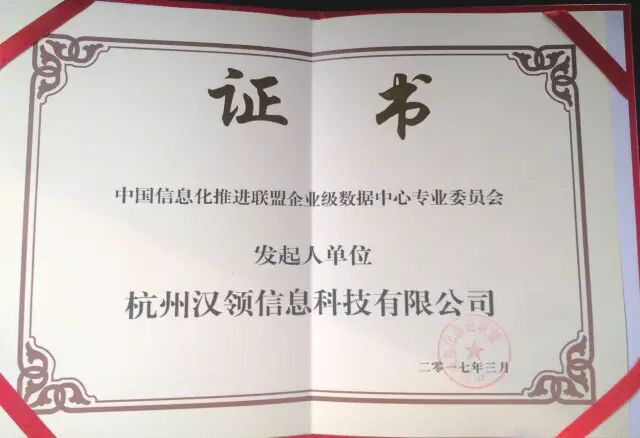 证书
中国信息化推进联盟企业级数据中心专业委员会
发起人单位
杭州汉领信息科技有限公司
二零一七年三月